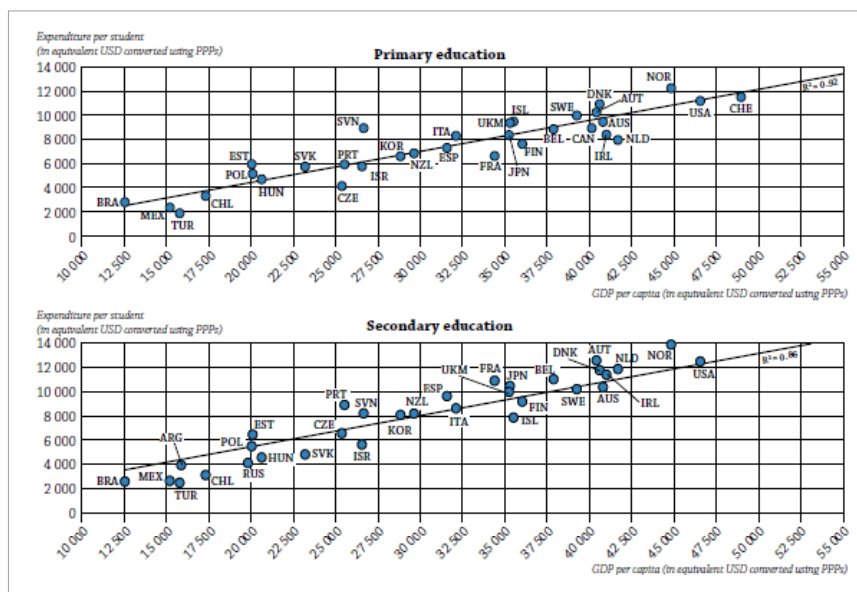 Expenditure per student
(in equivalent USD converted using PPPs)
Primary education
14 000
12 000
10 000
8 000
6 000
4 000
2 000
0
BRA
MEX
TUR
CHL
EST
POL
HUN
SVK
SVN
PRT
CZE
ISR
KOR
NZL
ITA
ESP
UKM
ISL
FRA
JPN
FIN
BEL
SWE
DNK
AUT
CAN
AUS
IRL
NLD
NOR
USA
CHE
R² = 0.92
10 000
12 500
15 000
17 500
20 000
22 500
25 000
27 500
30 000
32 500
35 000
37 500
40 000
42 500
45 000
47 500
50 000
52 500
55 000
GDP per capita (in equivalent USD converted using PPPs)
Expenditure per student
(in equivalent USD converted using PPPs)
Secondary education
14 000
12 000
10 000
8 000
6 000
4 000
2 000
0
BRA
MEX
ARG
TUR
CHL
POL
EST
RUS
HUN
SVK
CZE
PRT
SVN
ISR
KOR
NZL
ESP
ITA
UKM
FRA
JPN
FIN
ISL
BEL
DNK
AUT
NLD
SWE
AUS
IRL
NOR
USA
R² = 0.86
10 000
12 500
15 000
17 500
20 000
22 500
25 000
27 500
30 000
32 500
35 000
37 500
40 000
42 500
45 000
47 500
50 000
52 500
55 000
GDP per capita (in equivalent USD converted using PPPs)